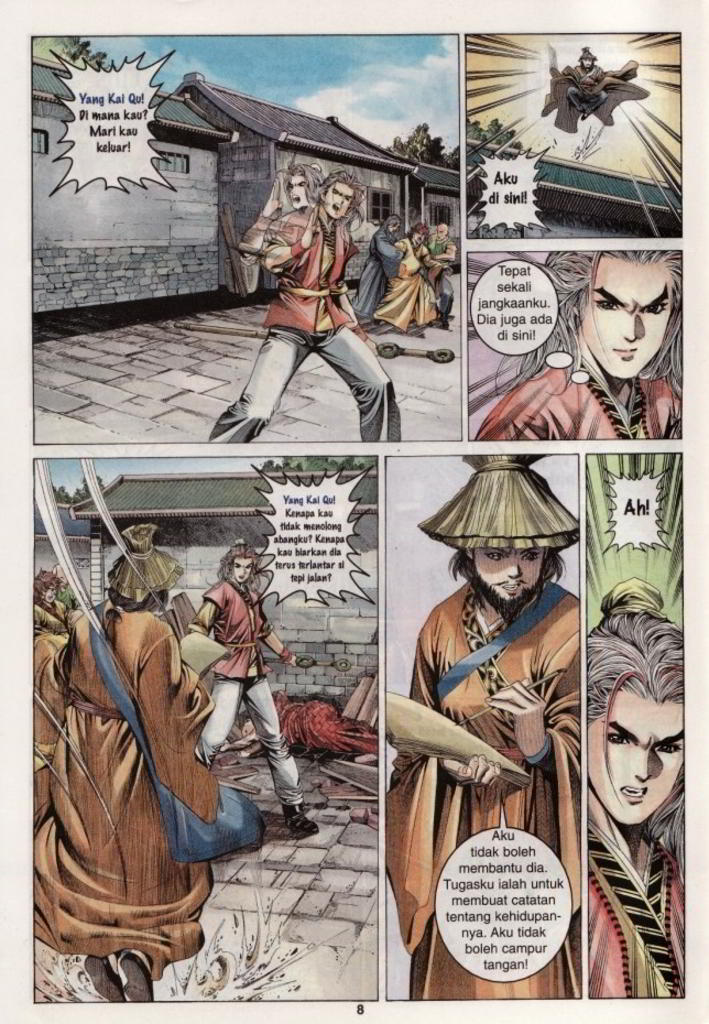 Yang Kai Qu!
Di mana kau?
Mari kau
keluar!
Aku
di sini!
Tepat
sekali
jangkaanku.
Dia juga ada
di sini!
Yang Kai Qu!
Kenapa kau
tidak menolong
abangku? Kenapa
kau biarkan dia
terus terlantar si
tepi jalan?
Aku
tidak boleh
membantu dia.
Tugasku ialah untuk
membuat catatan
tentang kehidupan-
nya. Aku tidak
boleh campur
tangan!
Ah!
8